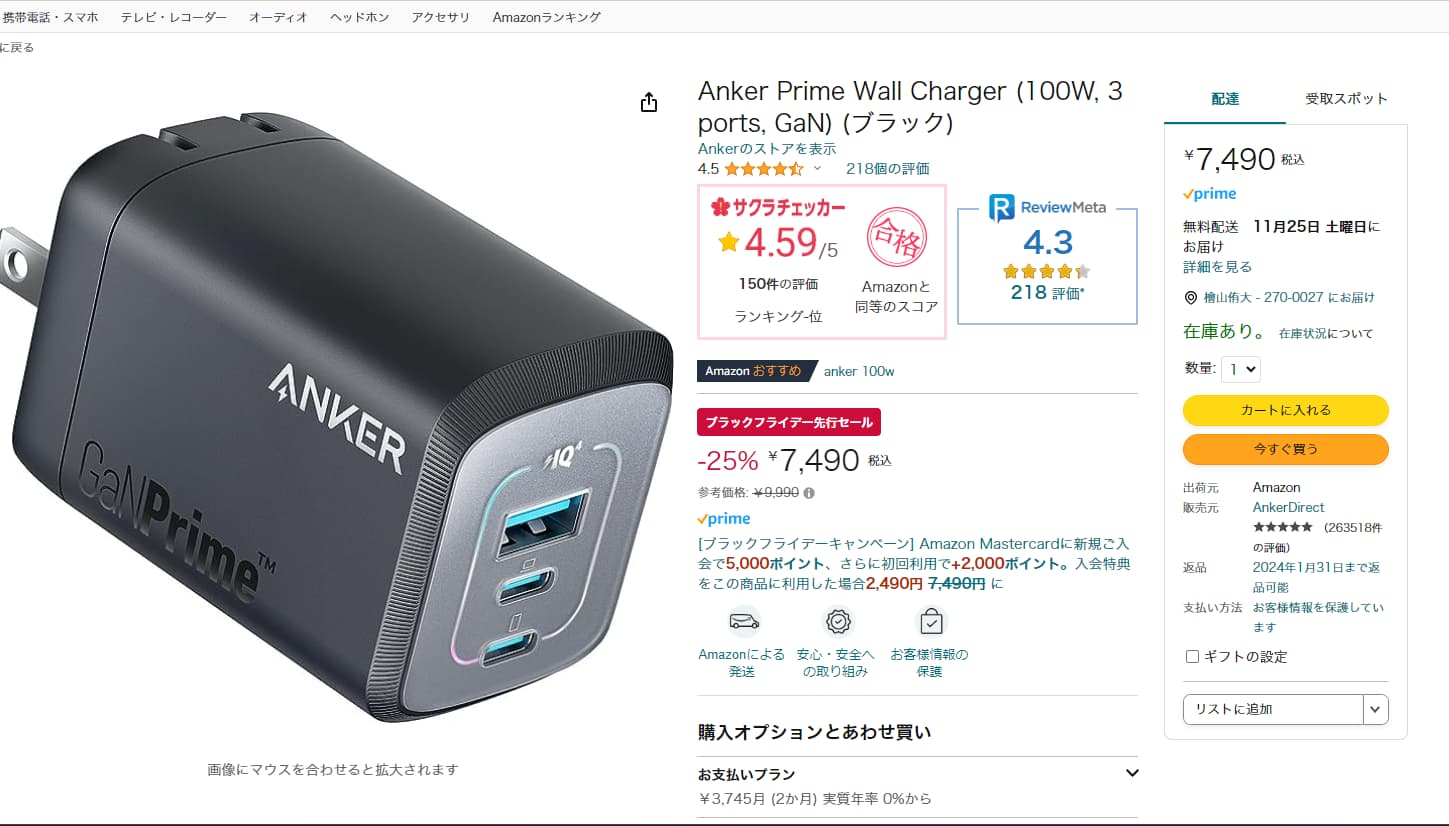 携帯電話・スマホ テレビ・レコーダー オーディオ ヘッドホン アクセサリ Amazonランキング
に戻る
ANKER
GaNPrime™
IQ4
画像にマウスを合わせると拡大されます
Anker Prime Wall Charger (100W, 3
ports, GaN) (ブラック)
Ankerのストアを表示
4.5 218個の評価
サクラチェッカー
4.59/5
合格
150件の評価
ランキング-位
Amazonと
同等のスコア
ReviewMeta
4.3
218 評価*
Amazon おすすめ anker 100w
ブラックフライデー先行セール
-25% ¥7,490 税込
参考価格: ¥9,990
prime
[ブラックフライデーキャンペーン] Amazon Mastercardに新規ご入
会で5,000ポイント、さらに初回利用で+2,000ポイント。入会特典
をこの商品に利用した場合2,490円 7,490円 に
Amazonによる
発送
安心・安全へ
の取り組み
お客様情報の
保護
購入オプションとあわせ買い
お支払いプラン
¥3,745月 (2か月) 実質年率 0%から
配達 受取スポット
¥7,490 税込
prime
無料配送 11月25日 土曜日に
お届け
詳細を見る
檜山侑大 - 270-0027 にお届け
在庫あり。 在庫状況について
数量: 1
カートに入れる
今すぐ買う
出荷元 Amazon
販売元 AnkerDirect
★★★★★ (263518件
の評価)
返品 2024年1月31日まで返
品可能
支払い方法 お客様情報を保護してい
ます
ギフトの設定
リストに追加